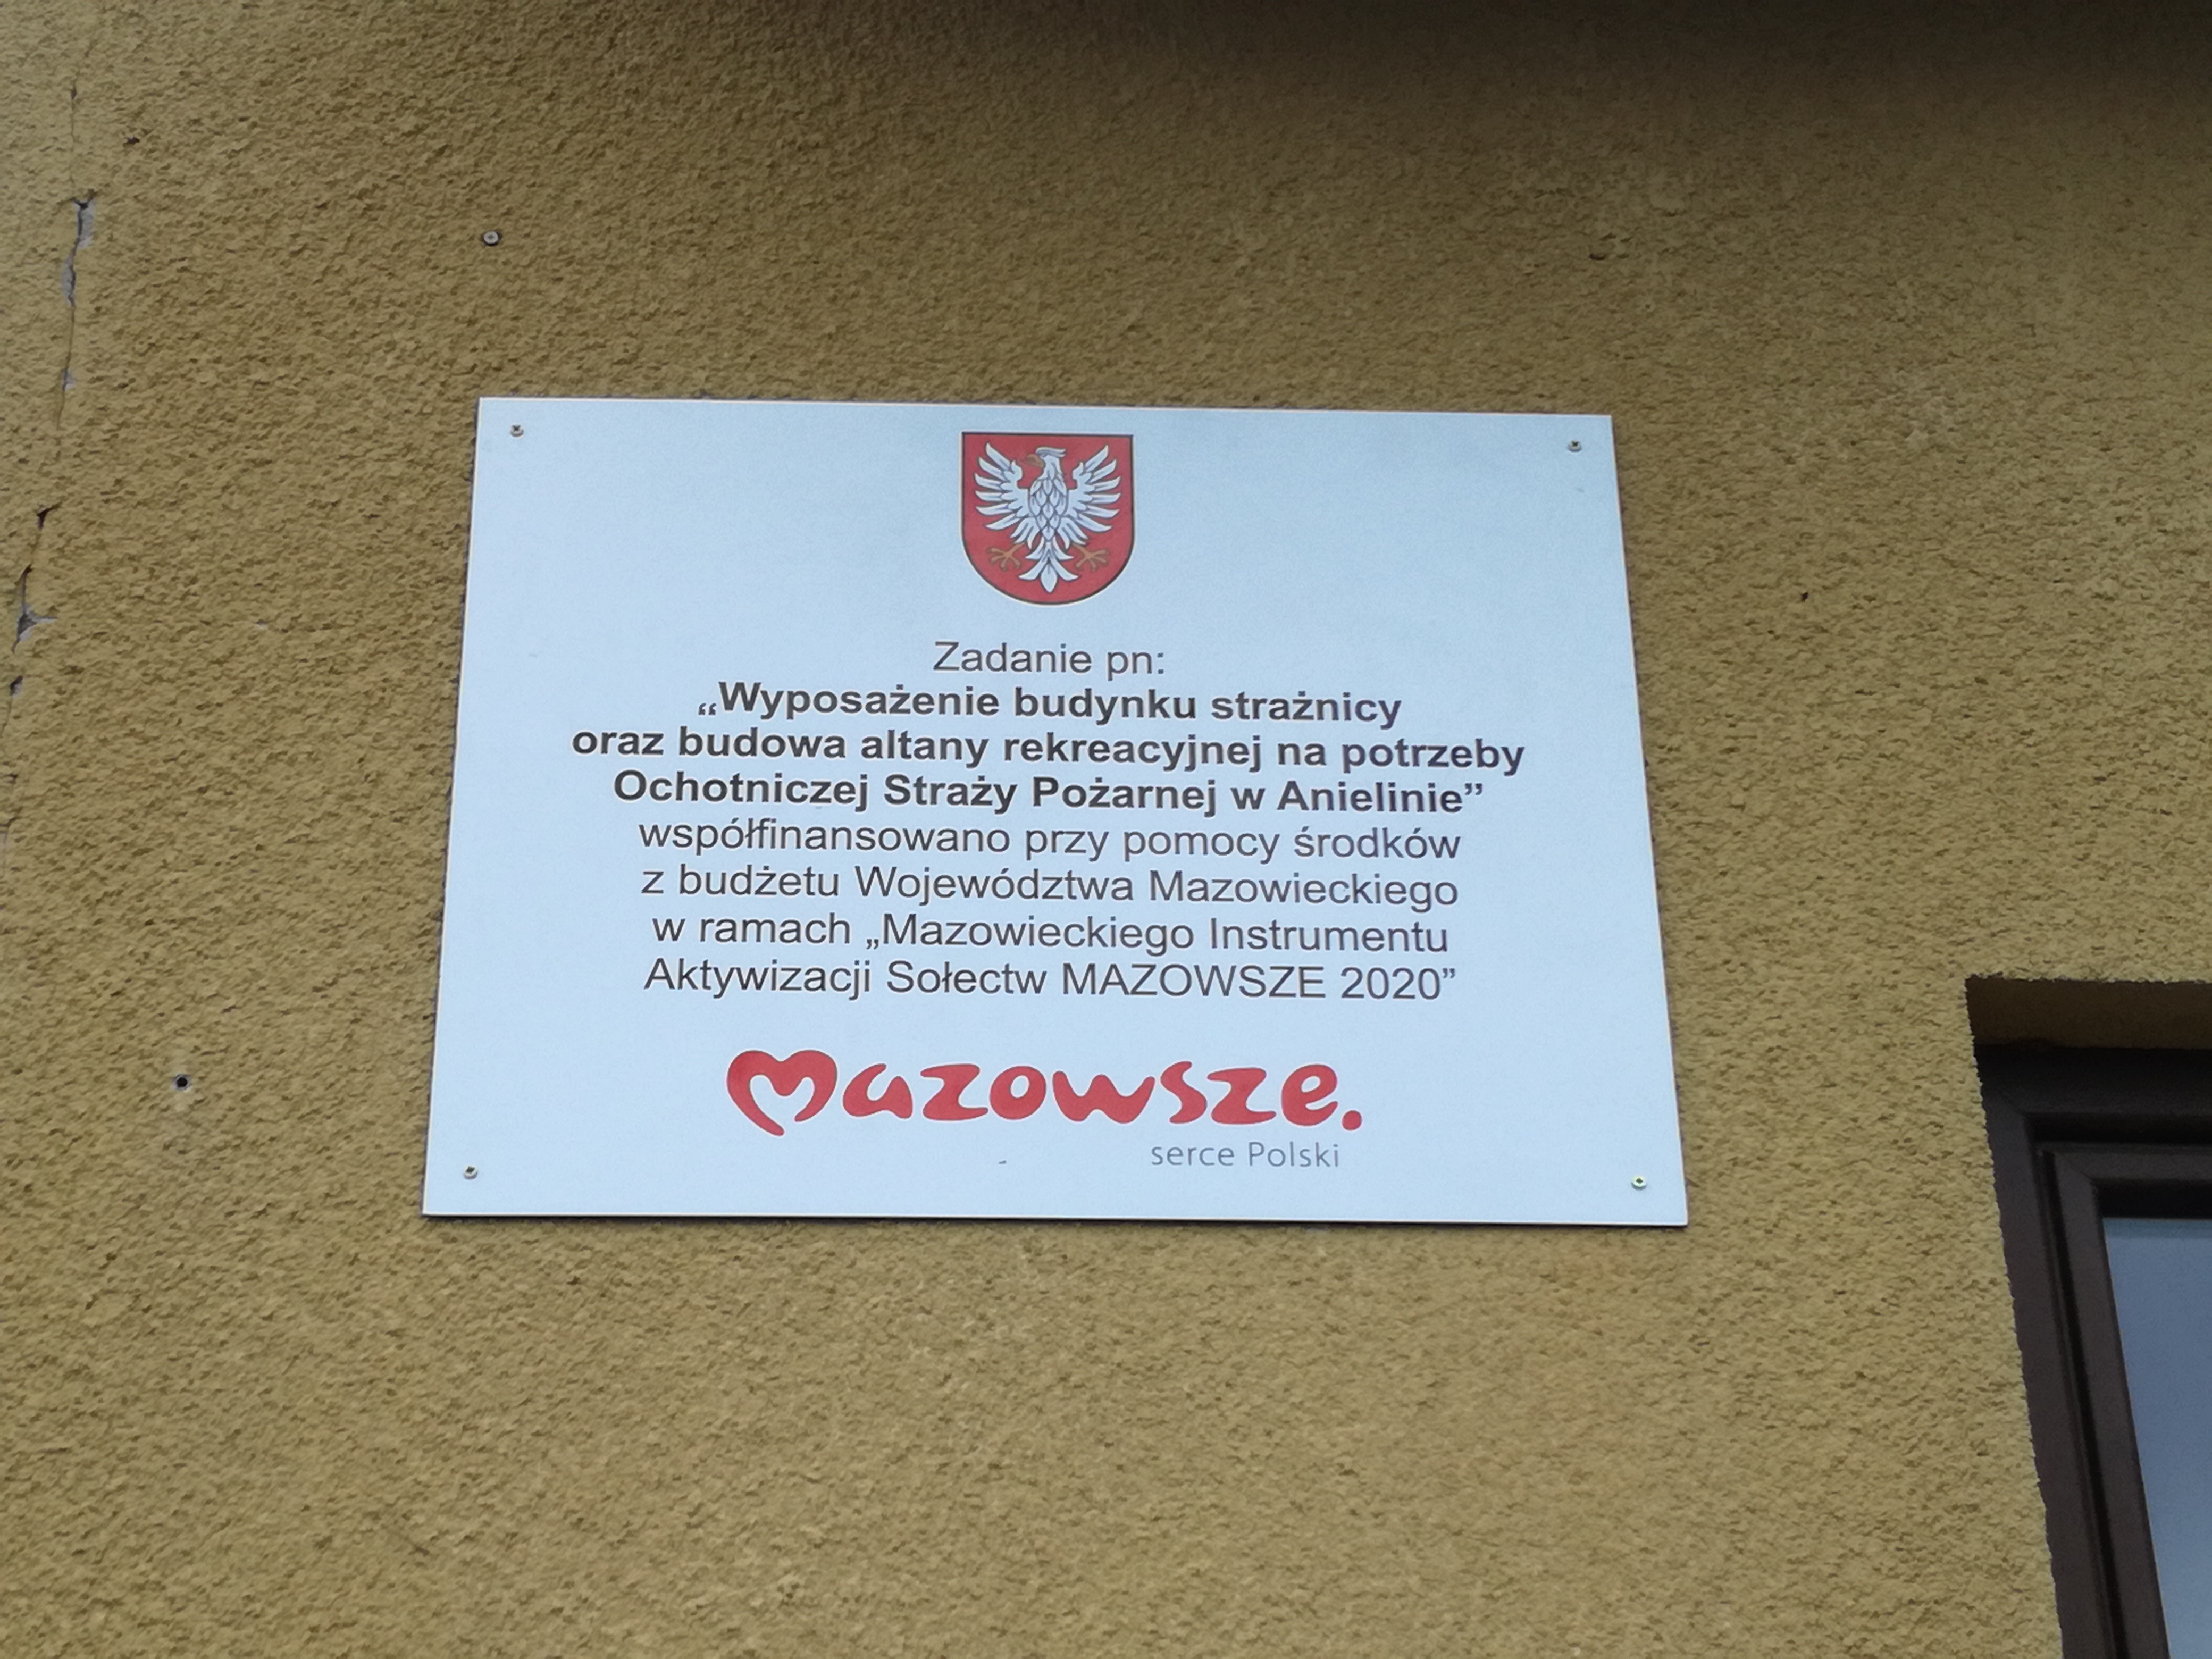 Zadanie pn:
„Wyposażenie budynku strażnicy
oraz budowa altany rekreacyjnej na potrzeby
Ochotniczej Straży Pożarnej w Anielinie”
współfinansowano przy pomocy środków
z budżetu Województwa Mazowieckiego
w ramach „Mazowieckiego Instrumentu
Aktywizacji Sołectw MAZOWSZE 2020”
Mazowsze.
serce Polski